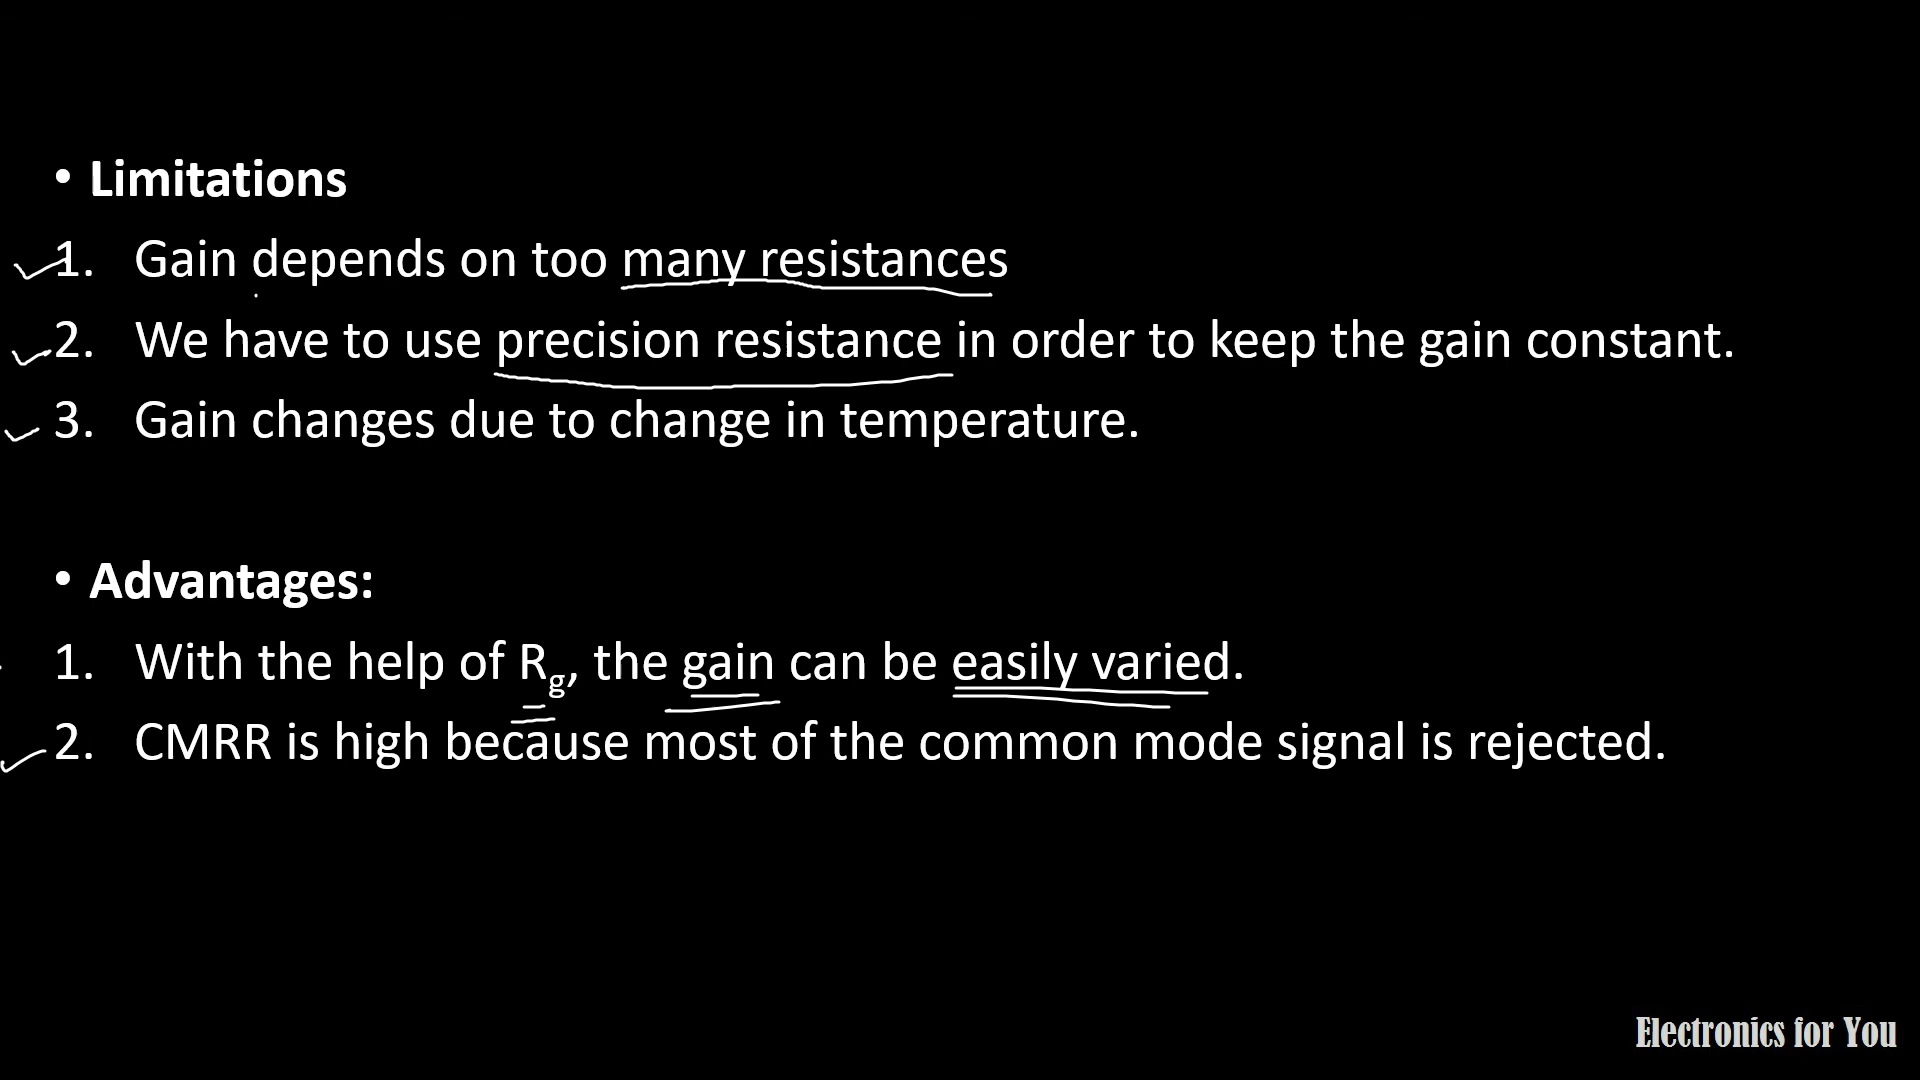 • Limitations
1. Gain depends on too many resistances
2. We have to use precision resistance in order to keep the gain constant.
3. Gain changes due to change in temperature.
• Advantages:
1. With the help of Rg, the gain can be easily varied.
2. CMRR is high because most of the common mode signal is rejected.
Electronics for You